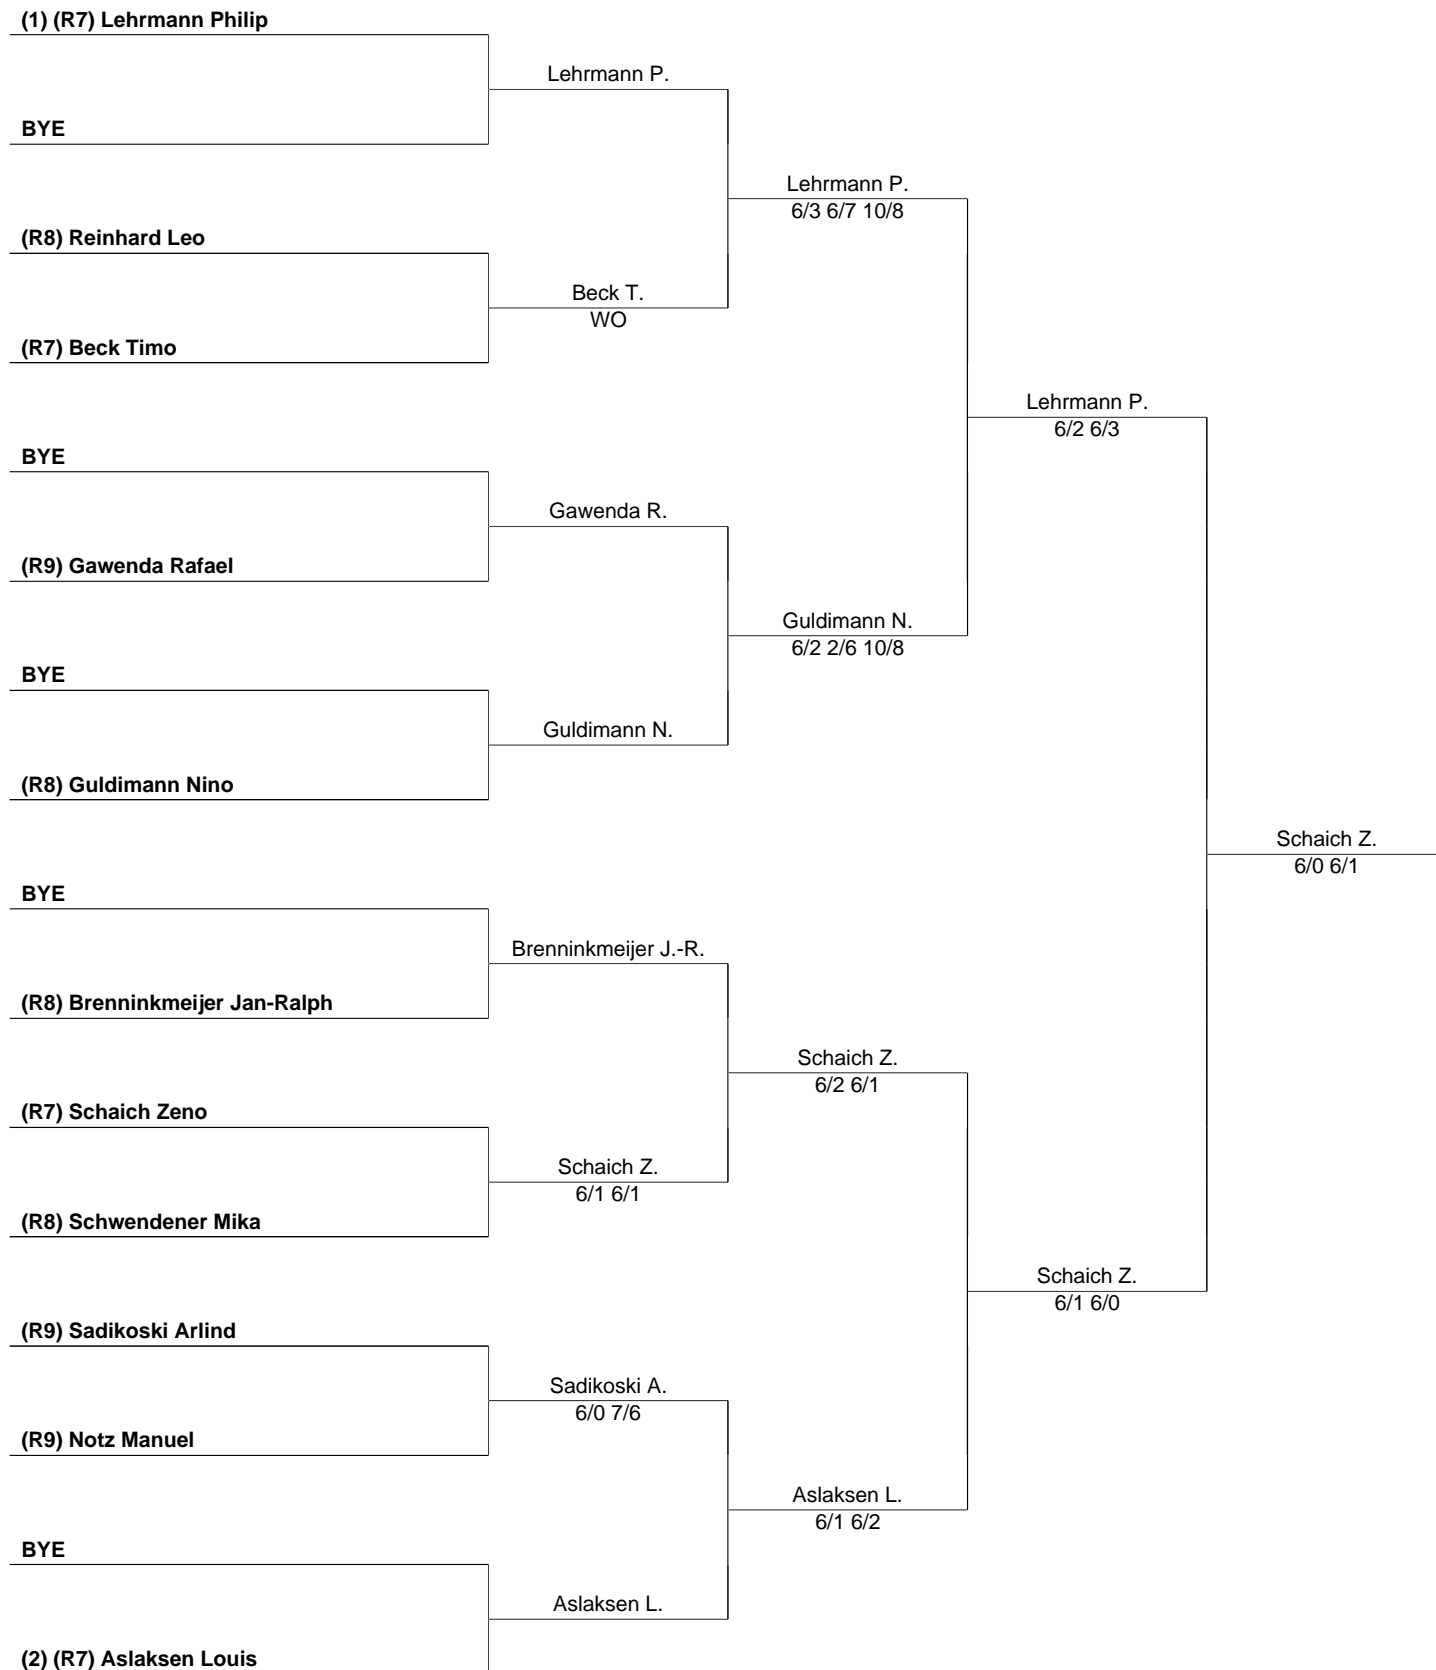 (1) (R7) Lehrmann Philip
Lehrmann P.
BYE
Lehrmann P.
6/3 6/7 10/8
(R8) Reinhard Leo
Beck T.
WO
(R7) Beck Timo
Lehrmann P.
6/2 6/3
BYE
Gawenda R.
(R9) Gawenda Rafael
Guldimann N.
6/2 2/6 10/8
BYE
Guldimann N.
(R8) Guldimann Nino
Schaich Z.
6/0 6/1
BYE
Brenninkmeijer J.-R.
(R8) Brenninkmeijer Jan-Ralph
Schaich Z.
6/2 6/1
(R7) Schaich Zeno
Schaich Z.
6/1 6/1
(R8) Schwendener Mika
Schaich Z.
6/1 6/0
(R9) Sadikoski Arlind
Sadikoski A.
6/0 7/6
(R9) Notz Manuel
Aslaksen L.
6/1 6/2
BYE
Aslaksen L.
(2) (R7) Aslaksen Louis